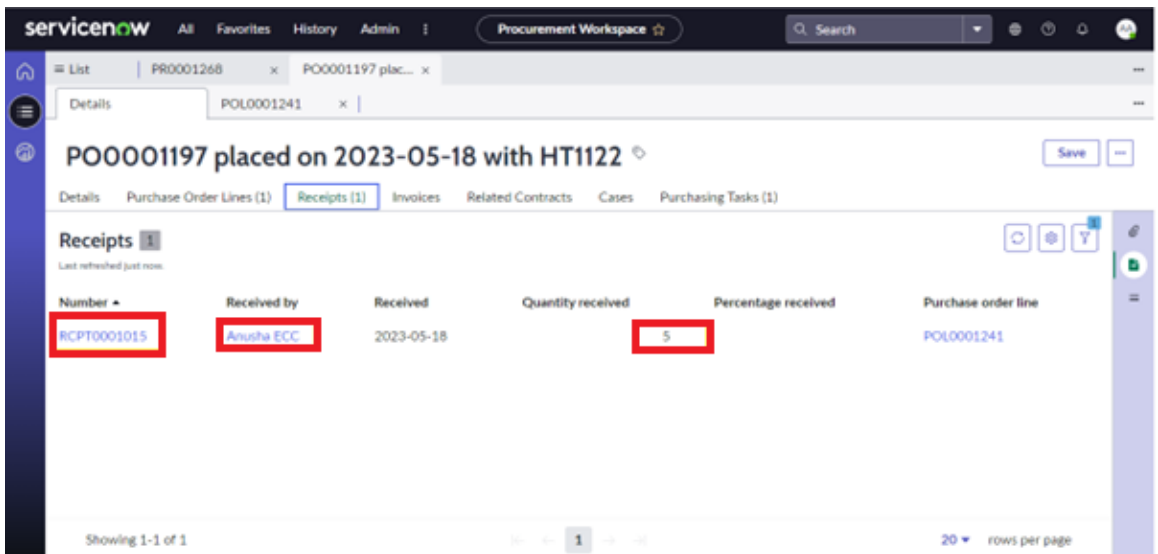 servicenow All Favorites History Admin Procurement Workspace Search AA
List PR0001268 × PO0001197 plac... ×
Details POL0001241 ×
PO0001197 placed on 2023-05-18 with HT1122
Save
Details Purchase Order Lines (1) Receipts (1) Invoices Related Contracts Cases Purchasing Tasks (1)
Receipts 1
1
Last refreshed just now.
Number Received by Received Quantity received Percentage received Purchase order line
RCPT0001015 Anusha ECC 2023-05-18 5 POL0001241
Showing 1-1 of 1 1 20 rows per page